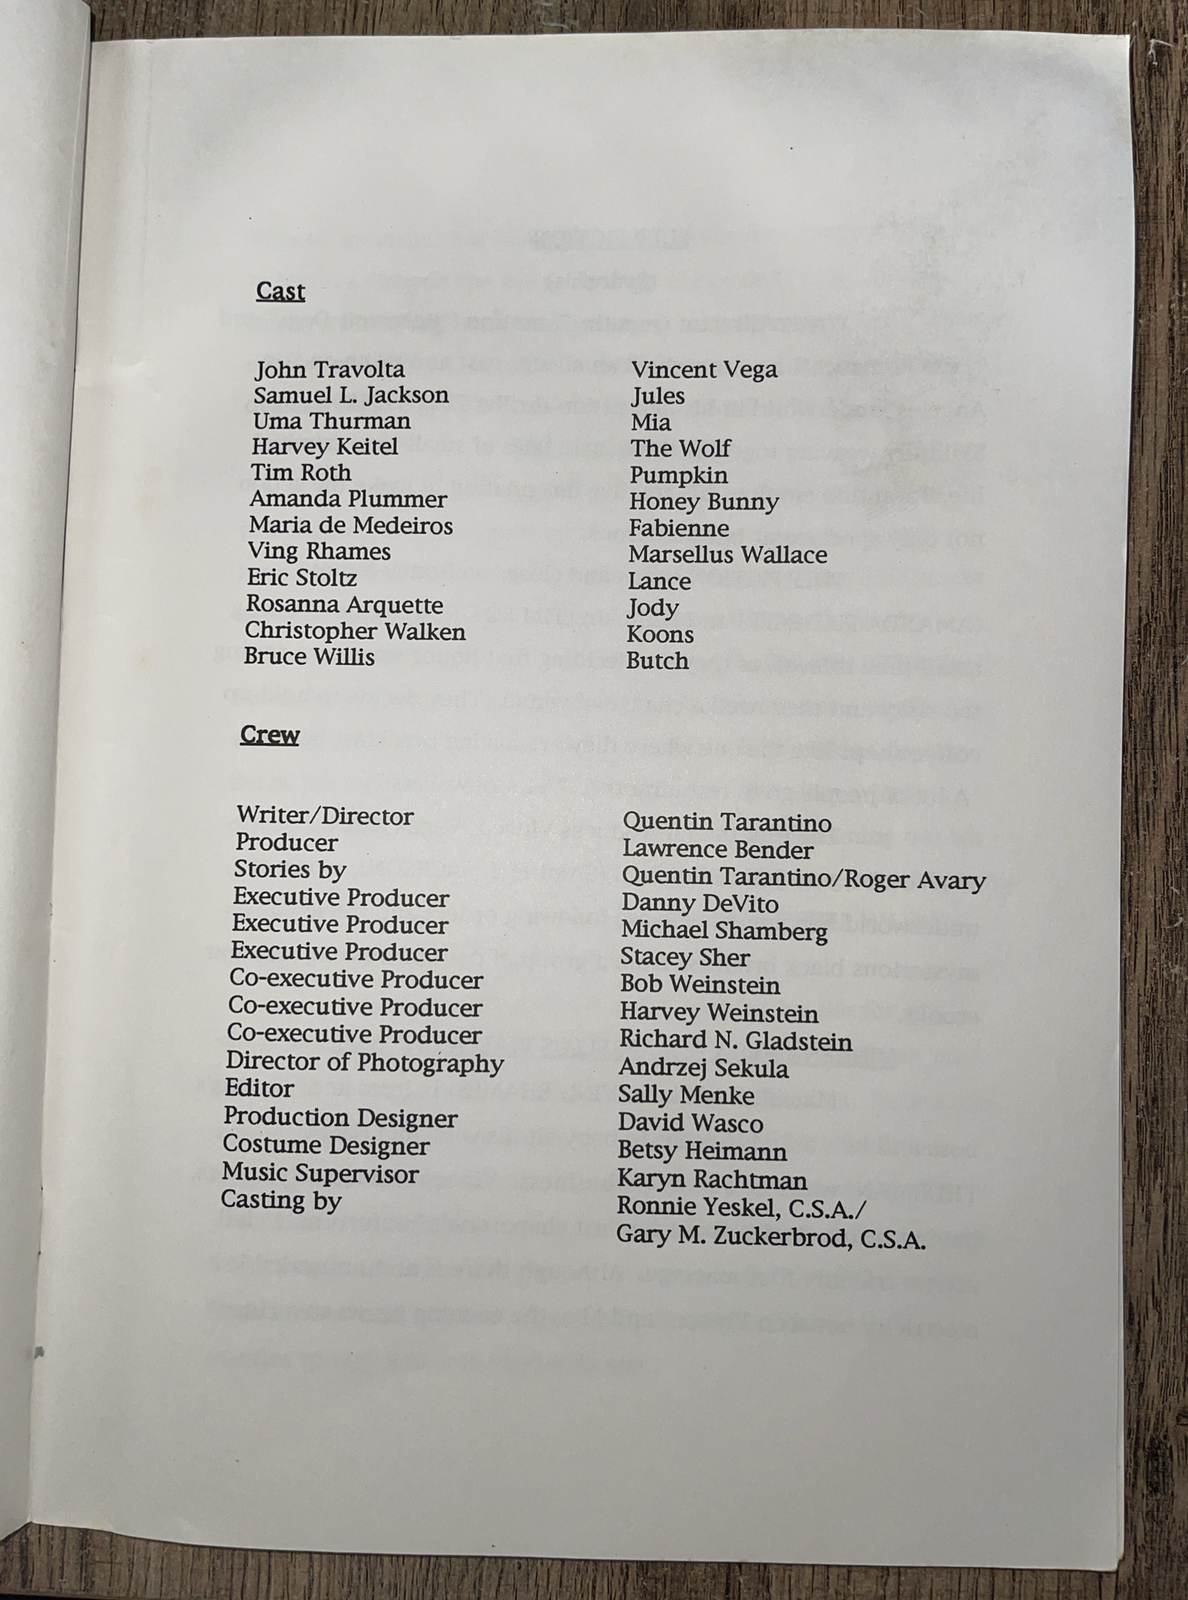 Cast
John Travolta Vincent Vega
Samuel L. Jackson Jules
Uma Thurman Mia
Harvey Keitel The Wolf
Tim Roth Pumpkin
Amanda Plummer Honey Bunny
Maria de Medeiros Fabienne
Ving Rhames Marsellus Wallace
Eric Stoltz Lance
Rosanna Arquette Jody
Christopher Walken Koons
Bruce Willis Butch
Crew
Writer/Director Quentin Tarantino
Producer Lawrence Bender
Stories by Quentin Tarantino/Roger Avary
Executive Producer Danny DeVito
Executive Producer Michael Shamberg
Executive Producer Stacey Sher
Co-executive Producer Bob Weinstein
Co-executive Producer Harvey Weinstein
Co-executive Producer Richard N. Gladstein
Director of Photography Andrzej Sekula
Editor Sally Menke
Production Designer David Wasco
Costume Designer Betsy Heimann
Music Supervisor Karyn Rachtman
Casting by Ronnie Yeskel, C.S.A./
Gary M. Zuckerbrod, C.S.A.